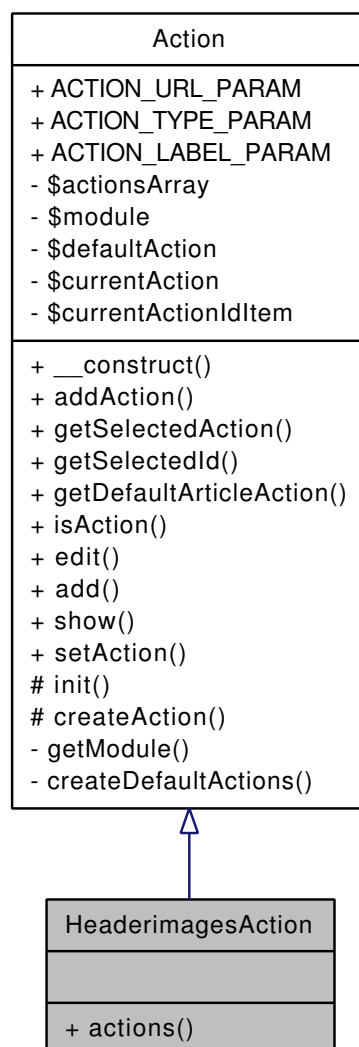 Action
+ ACTION_URL_PARAM
+ ACTION_TYPE_PARAM
+ ACTION_LABEL_PARAM
- $actionsArray
- $module
- $defaultAction
- $currentAction
- $currentActionIdItem
+ __construct()
+ addAction()
+ getSelectedAction()
+ getSelectedId()
+ getDefaultArticleAction()
+ isAction()
+ edit()
+ add()
+ show()
+ setAction()
# init()
# createAction()
- getModule()
- createDefaultActions()
HeaderimagesAction
+ actions()